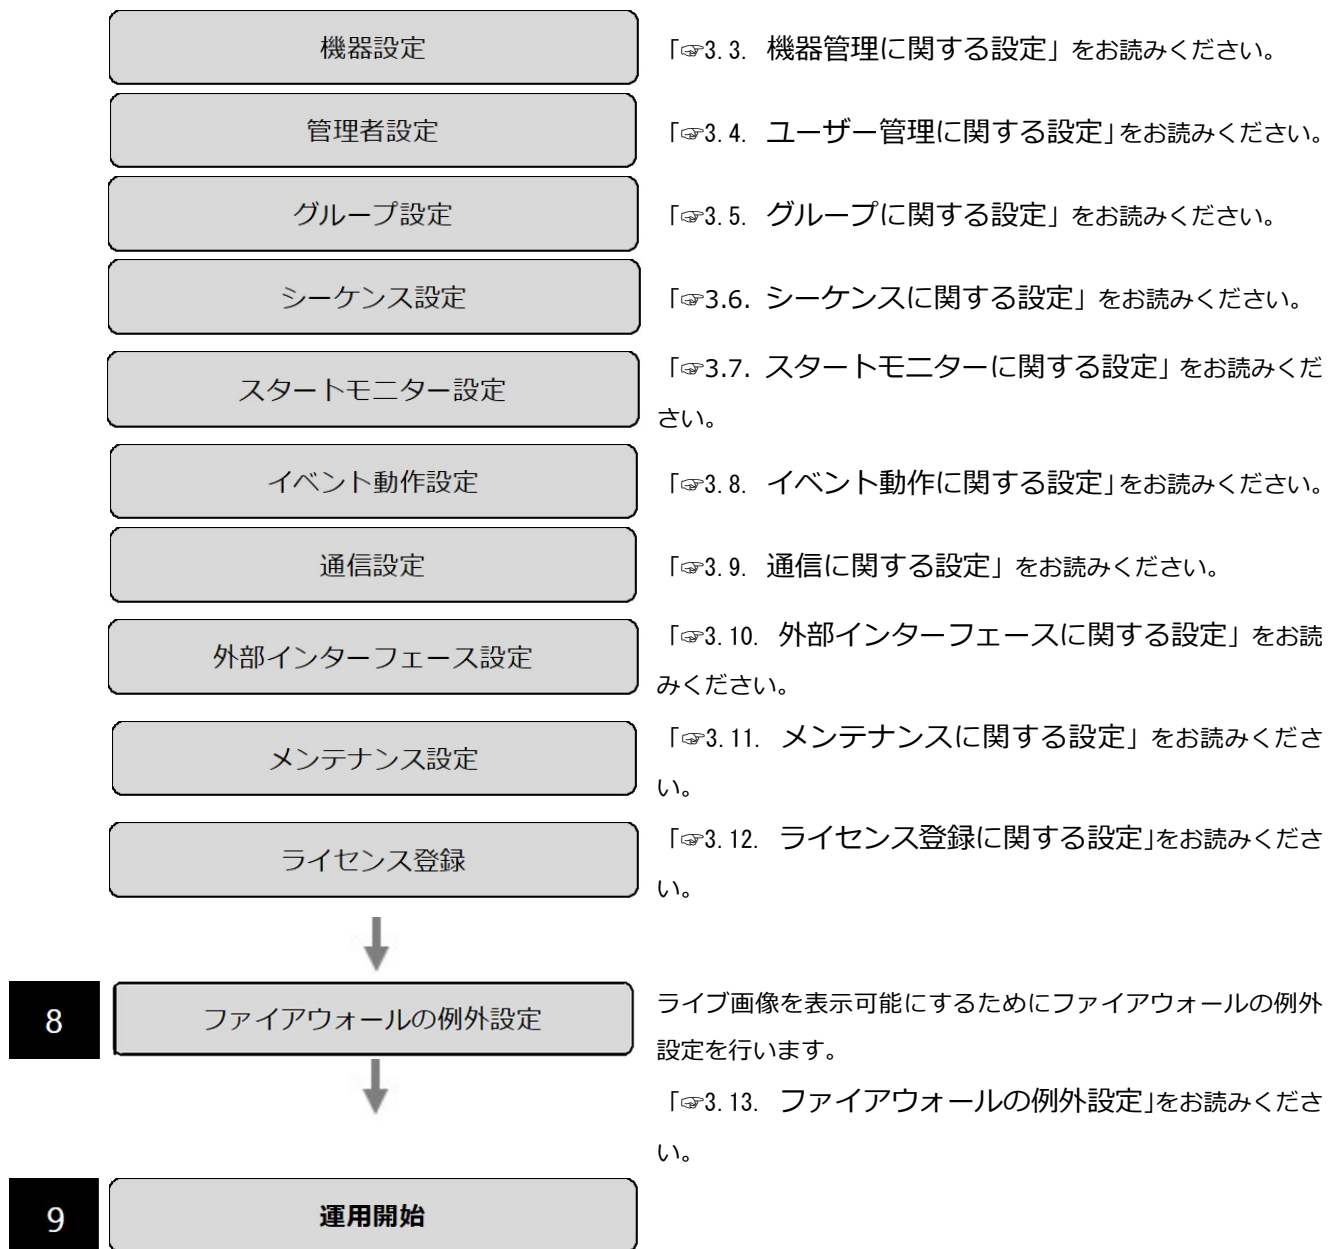 機器設定
「☞3.3. 機器管理に関する設定」をお読みください。
管理者設定
「☞3.4. ユーザー管理に関する設定」をお読みください。
グループ設定
「☞3.5. グループに関する設定」をお読みください。
シーケンス設定
「☞3.6. シーケンスに関する設定」をお読みください。
スタートモニター設定
「☞3.7. スタートモニターに関する設定」をお読みくだ
さい。
イベント動作設定
「☞3.8. イベント動作に関する設定」をお読みください。
通信設定
「☞3.9. 通信に関する設定」をお読みください。
外部インターフェース設定
「☞3.10. 外部インターフェースに関する設定」をお読
みください。
メンテナンス設定
「☞3.11. メンテナンスに関する設定」をお読みくださ
い。
ライセンス登録
「☞3.12. ライセンス登録に関する設定」をお読みくださ
い。
8
ファイアウォールの例外設定
ライブ画像を表示可能にするためにファイアウォールの例外
設定を行います。
「☞3.13. ファイアウォールの例外設定」をお読みくださ
い。
9
運用開始